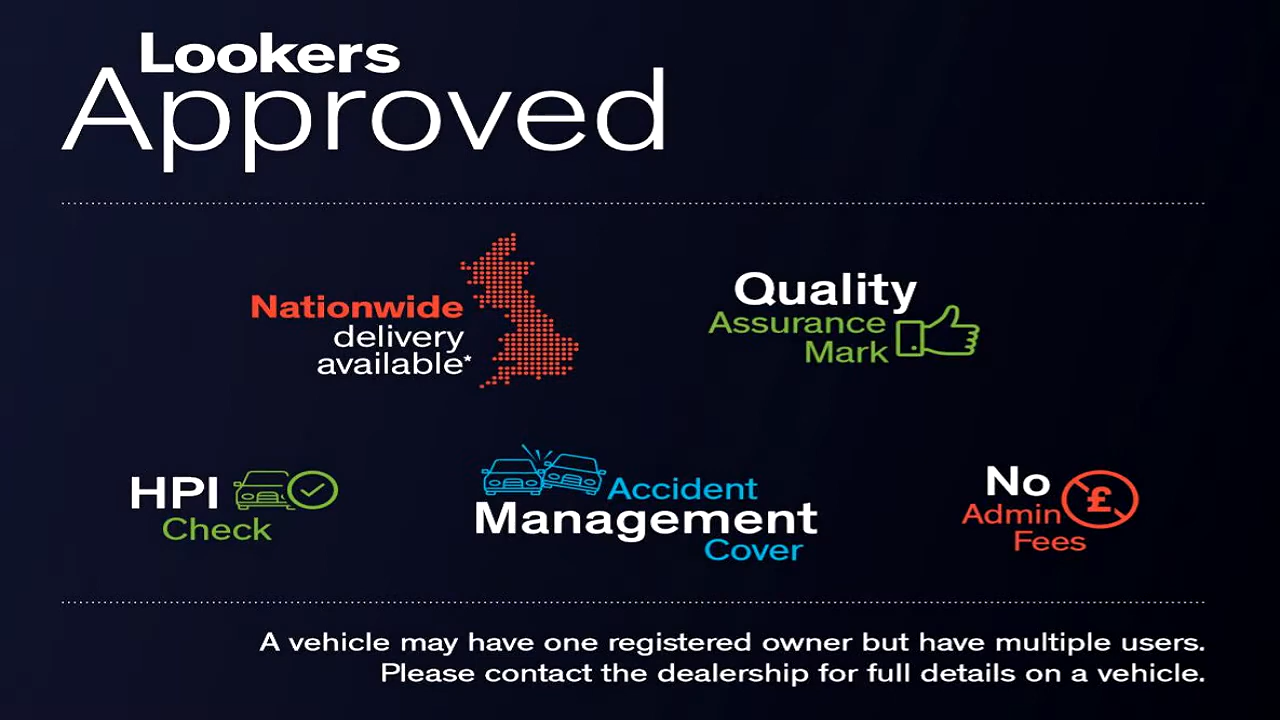 Lookers
Approved
Nationwide
delivery
available*
Quality
Assurance
Mark
HPI
Check
Accident
Management
Cover
No
Admin
Fees
£
A vehicle may have one registered owner but have multiple users.
Please contact the dealership for full details on a vehicle.